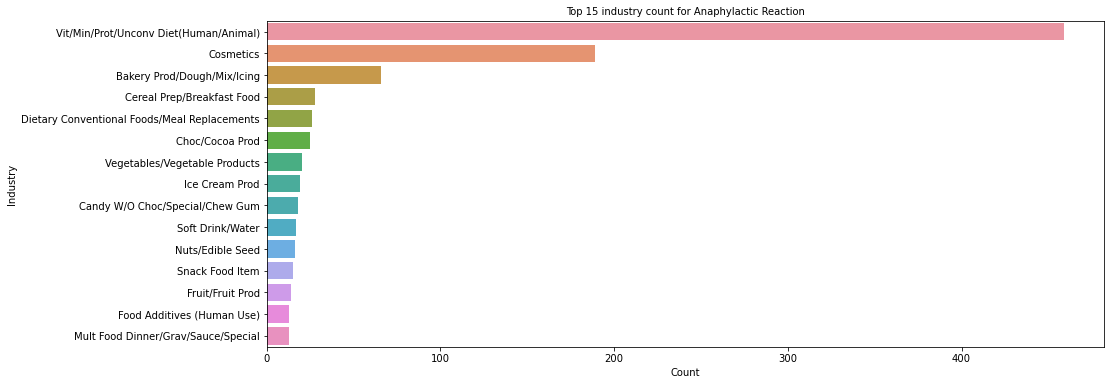 Top 15 industry count for Anaphylactic Reaction
Industry
Vit/Min/Prot/Unconv Diet(Human/Animal)
Cosmetics
Bakery Prod/Dough/Mix/Icing
Cereal Prep/Breakfast Food
Dietary Conventional Foods/Meal Replacements
Choc/Cocoa Prod
Vegetables/Vegetable Products
Ice Cream Prod
Candy W/O Choc/Special/Chew Gum
Soft Drink/Water
Nuts/Edible Seed
Snack Food Item
Fruit/Fruit Prod
Food Additives (Human Use)
Mult Food Dinner/Grav/Sauce/Special
0 100 200 300 400
Count